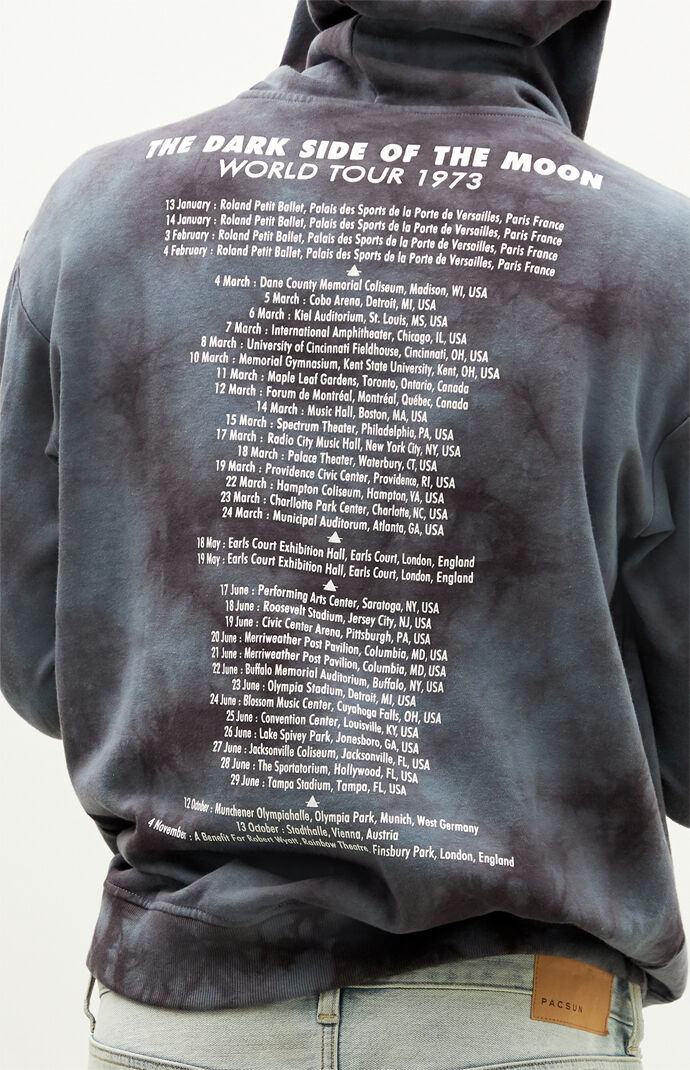 THE DARK SIDE OF THE MOON
WORLD TOUR 1973
13 January : Roland Petit Ballet, Palais des Sports de la Porte de Versailles, Paris France
14 January : Roland Petit Ballet, Palais des Sports de la Porte de Versailles, Paris France
3 February : Roland Petit Ballet, Palais des Sports de la Porte de Versailles, Paris France
4 February : Roland Petit Ballet, Palais des Sports de la Porte de Versailles, Paris France
4 March : Dane County Memorial Coliseum, Madison, WI, USA
5 March : Cobo Arena, Detroit, MI, USA
6 March : Kiel Auditorium, St. Louis, MS, USA
7 March : International Amphitheater, Chicago, IL, USA
8 March : University of Cincinnati Fieldhouse, Cincinnati, OH, USA
10 March : Memorial Gymnasium, Kent State University, Kent, OH, USA
11 March : Maple Leaf Gardens, Toronto, Ontario, Canada
12 March : Forum de Montréal, Montréal, Québec, Canada
14 March : Music Hall, Boston, MA, USA
15 March : Spectrum Theater, Philadelphia, PA, USA
17 March : Radio City Music Hall, New York City, NY, USA
18 March : Palace Theater, Waterbury, CT, USA
19 March : Providence Civic Center, Providence, RI, USA
22 March : Hampton Coliseum, Hampton, VA, USA
23 March : Charllotte Park Center, Charlotte, NC, USA
24 March : Municipal Auditorium, Atlanta, GA, USA
18 May : Earls Court Exhibition Hall, Earls Court, London, England
19 May : Earls Court Exhibition Hall, Earls Court, London, England
17 June : Performing Arts Center, Saratoga, NY, USA
18 June : Roosevelt Stadium, Jersey City, NJ, USA
19 June : Civic Center Arena, Pittsburgh, PA, USA
20 June : Merriweather Post Pavilion, Columbia, MD, USA
21 June : Merriweather Post Pavilion, Columbia, MD, USA
22 June : Buffalo Memorial Auditorium, Buffalo, NY, USA
23 June : Olympia Stadium, Detroit, MI, USA
24 June : Blossom Music Center, Cuyahoga Falls, OH, USA
25 June : Convention Center, Louisville, KY, USA
26 June : Lake Spivey Park, Jonesboro, GA, USA
27 June : Jacksonville Coliseum, Jacksonville, FL, USA
28 June : The Sportatorium, Hollywood, FL, USA
29 June : Tampa Stadium, Tampa, FL, USA
12 October : Munchener Olympiahalle, Olympia Park, Munich, West Germany
13 October : Stadthalle, Vienna, Austria
4 November : A Benefit For Robert Wyatt, Rainbow Theatre, Finsbury Park, London, England
PACSUN